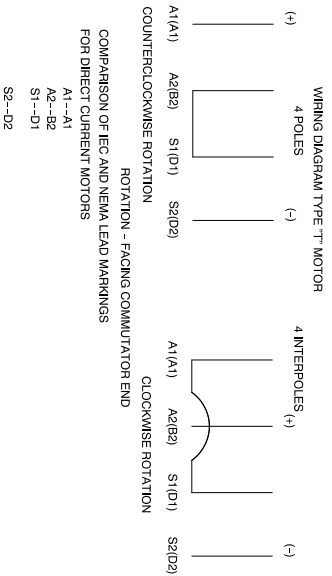 WIRING DIAGRAM TYPE "T" MOTOR
4 POLES 4 INTERPOLES
(+) (-) (+) (-)
A1(A1) A2(B2) S1(D1) S2(D2) A1(A1) A2(B2) S1(D1) S2(D2)
COUNTERCLOCKWISE ROTATION CLOCKWISE ROTATION
ROTATION – FACING COMMUTATOR END
COMPARISON OF IEC AND NEMA LEAD MARKINGS
FOR DIRECT CURRENT MOTORS
A1--A1
A2--B2
S1--D1
S2--D2